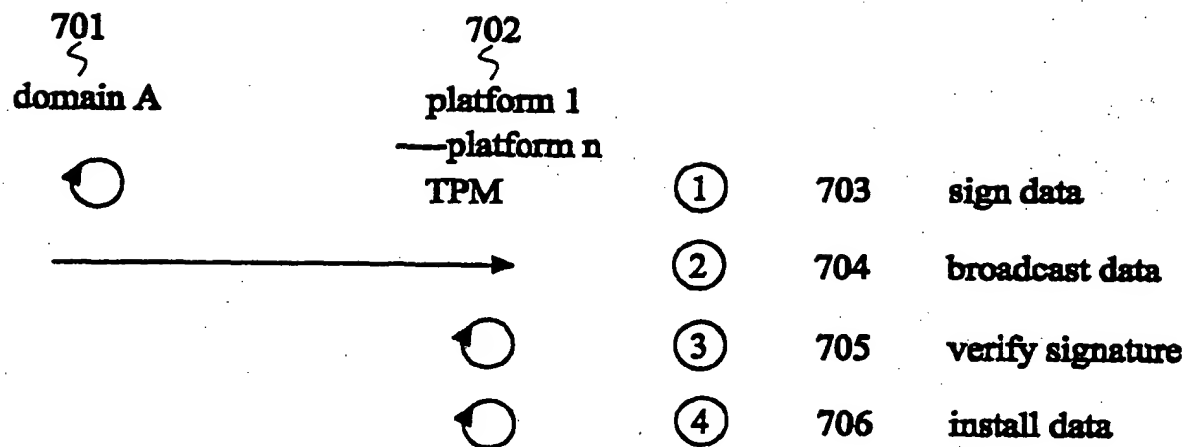 701 702
domain A platform 1
—platform n
TPM 1 703 sign data
2 704 broadcast data
3 705 verify signature
4 706 install data